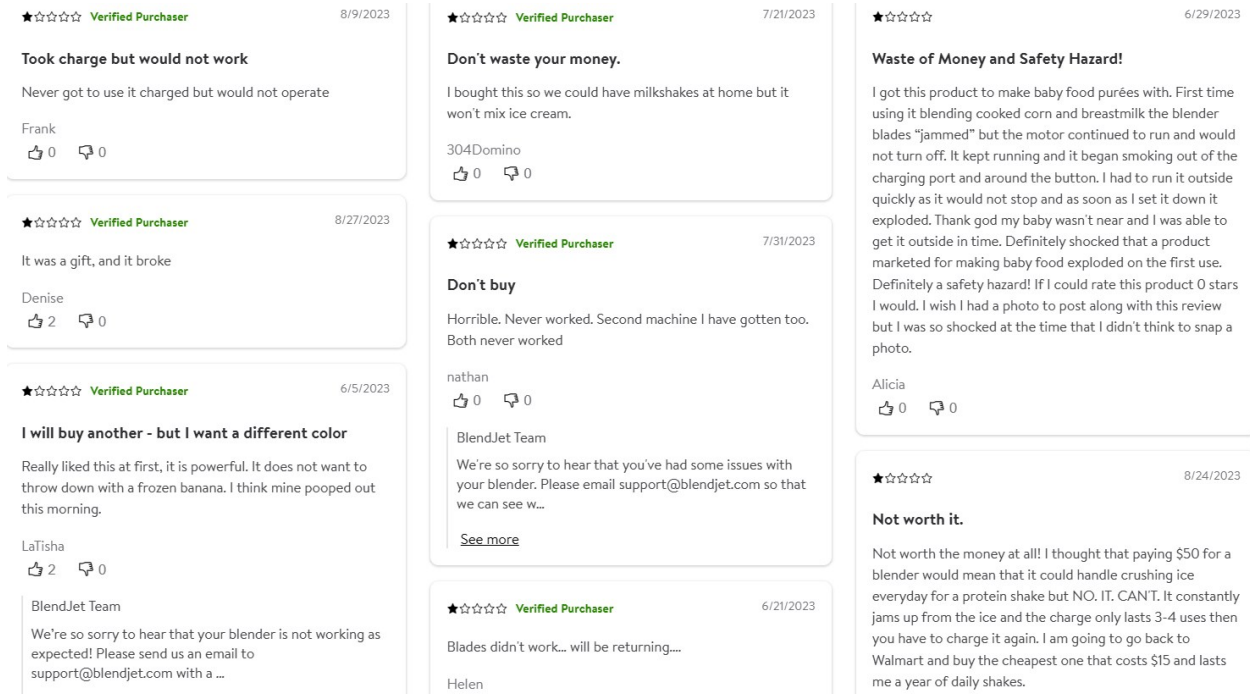 Verified Purchaser 8/9/2023
Took charge but would not work
Never got to use it charged but would not operate
Frank
0 0
Verified Purchaser 8/27/2023
It was a gift, and it broke
Denise
2 0
Verified Purchaser 6/5/2023
I will buy another - but I want a different color
Really liked this at first, it is powerful. It does not want to
throw down with a frozen banana. I think mine pooped out
this morning.
LaTisha
2 0
BlendJet Team
We're so sorry to hear that your blender is not working as
expected! Please send us an email to
support@blendjet.com with a ...
Verified Purchaser 7/21/2023
Don't waste your money.
I bought this so we could have milkshakes at home but it
won't mix ice cream.
304Domino
0 0
Verified Purchaser 7/31/2023
Don't buy
Horrible. Never worked. Second machine I have gotten too.
Both never worked
nathan
0 0
BlendJet Team
We're so sorry to hear that you've had some issues with
your blender. Please email support@blendjet.com so that
we can see w...
See more
Verified Purchaser 6/21/2023
Blades didn't work... will be returning....
Helen
6/29/2023
Waste of Money and Safety Hazard!
I got this product to make baby food purées with. First time
using it blending cooked corn and breastmilk the blender
blades “jammed” but the motor continued to run and would
not turn off. It kept running and it began smoking out of the
charging port and around the button. I had to run it outside
quickly as it would not stop and as soon as I set it down it
exploded. Thank god my baby wasn't near and I was able to
get it outside in time. Definitely shocked that a product
marketed for making baby food exploded on the first use.
Definitely a safety hazard! If I could rate this product 0 stars
I would. I wish I had a photo to post along with this review
but I was so shocked at the time that I didn't think to snap a
photo.
Alicia
0 0
8/24/2023
Not worth it.
Not worth the money at all! I thought that paying $50 for a
blender would mean that it could handle crushing ice
everyday for a protein shake but NO. IT. CAN'T. It constantly
jams up from the ice and the charge only lasts 3-4 uses then
you have to charge it again. I am going to go back to
Walmart and buy the cheapest one that costs $15 and lasts
me a year of daily shakes.